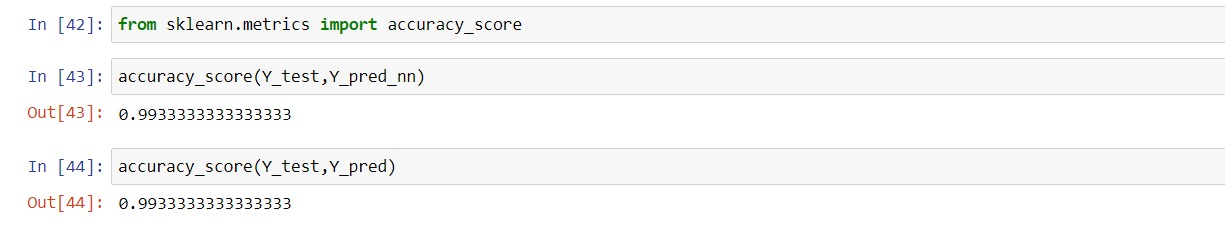 In [42]: from sklearn.metrics import accuracy_score
In [43]: accuracy_score(Y_test,Y_pred_nn)
Out[43]: 0.9933333333333333
In [44]: accuracy_score(Y_test,Y_pred)
Out[44]: 0.9933333333333333